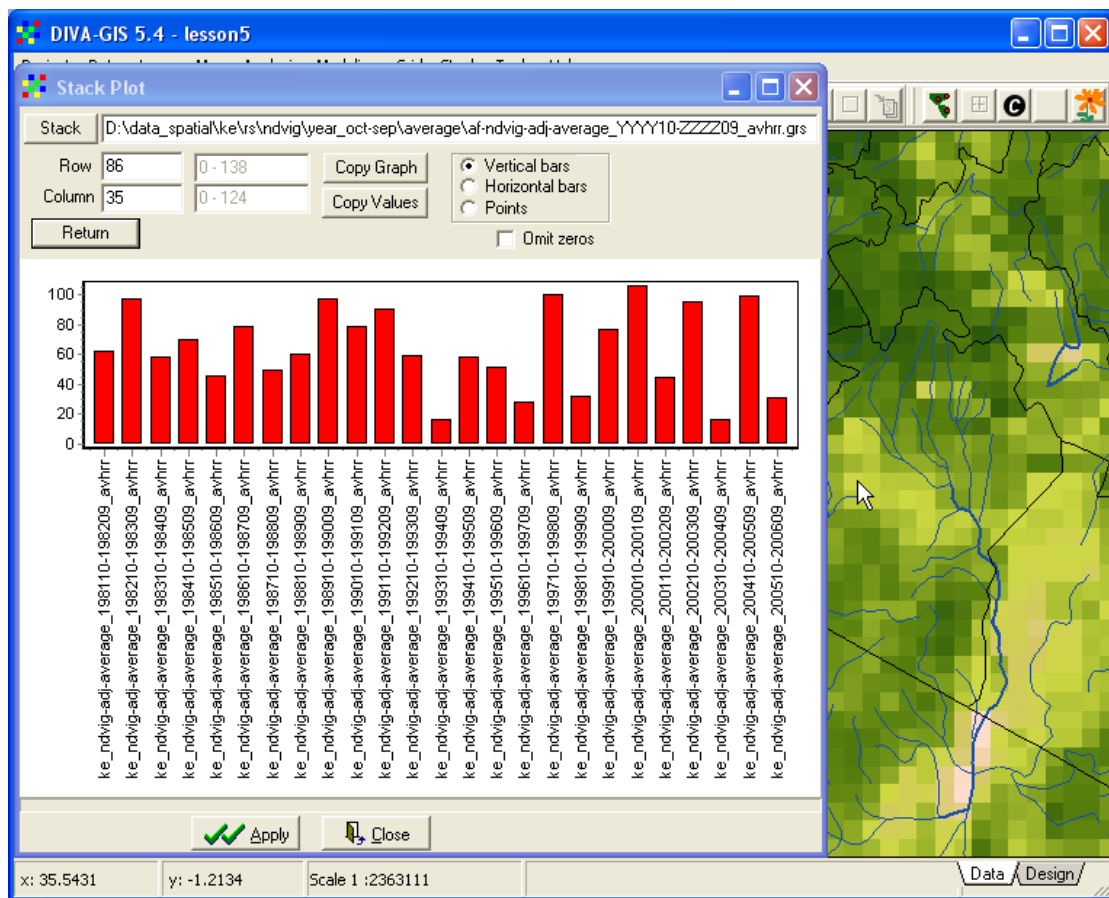 DIVA-GIS 5.4 - lesson5
Stack Plot
Stack D:\data_spatial\ke\rs\ndvig\year_oct-sep\average\af-ndvig-adj-average_YYYY10-ZZZZ09_avhrr.grs
Row 86 0 - 138 Copy Graph Vertical bars
Horizontal bars
Column 35 0 - 124 Copy Values Points
Return Omit zeros
100
80
60
40
20
0
ke_ndvig-adj-average_198110-198209_avhrr
ke_ndvig-adj-average_198210-198309_avhrr
ke_ndvig-adj-average_198310-198409_avhrr
ke_ndvig-adj-average_198410-198509_avhrr
ke_ndvig-adj-average_198510-198609_avhrr
ke_ndvig-adj-average_198610-198709_avhrr
ke_ndvig-adj-average_198710-198809_avhrr
ke_ndvig-adj-average_198810-198909_avhrr
ke_ndvig-adj-average_198910-199009_avhrr
ke_ndvig-adj-average_199010-199109_avhrr
ke_ndvig-adj-average_199110-199209_avhrr
ke_ndvig-adj-average_199210-199309_avhrr
ke_ndvig-adj-average_199310-199409_avhrr
ke_ndvig-adj-average_199410-199509_avhrr
ke_ndvig-adj-average_199510-199609_avhrr
ke_ndvig-adj-average_199610-199709_avhrr
ke_ndvig-adj-average_199710-199809_avhrr
ke_ndvig-adj-average_199810-199909_avhrr
ke_ndvig-adj-average_199910-200009_avhrr
ke_ndvig-adj-average_200010-200109_avhrr
ke_ndvig-adj-average_200110-200209_avhrr
ke_ndvig-adj-average_200210-200309_avhrr
ke_ndvig-adj-average_200310-200409_avhrr
ke_ndvig-adj-average_200410-200509_avhrr
ke_ndvig-adj-average_200510-200609_avhrr
Apply Close
x: 35.5431 y: -1.2134 Scale 1 :2363111 Data Design